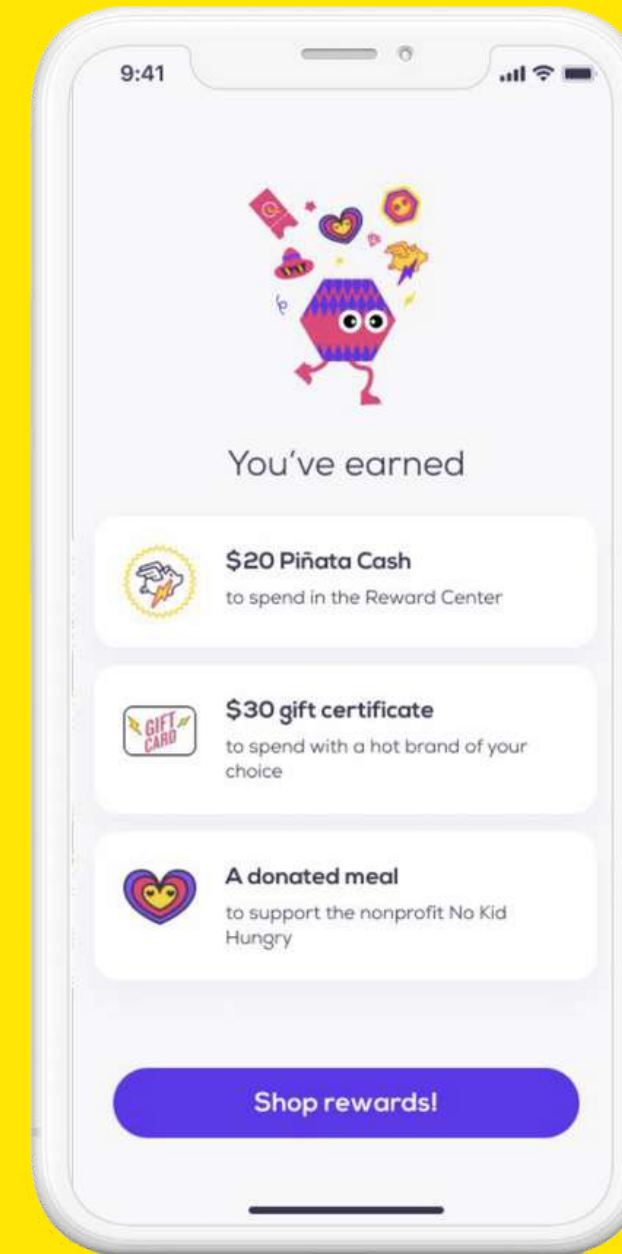 9:41
You've earned
$20 Piñata Cash
to spend in the Reward Center
GIFT
CARD
$30 gift certificate
to spend with a hot brand of your
choice
A donated meal
to support the nonprofit No Kid
Hungry
Shop rewards!